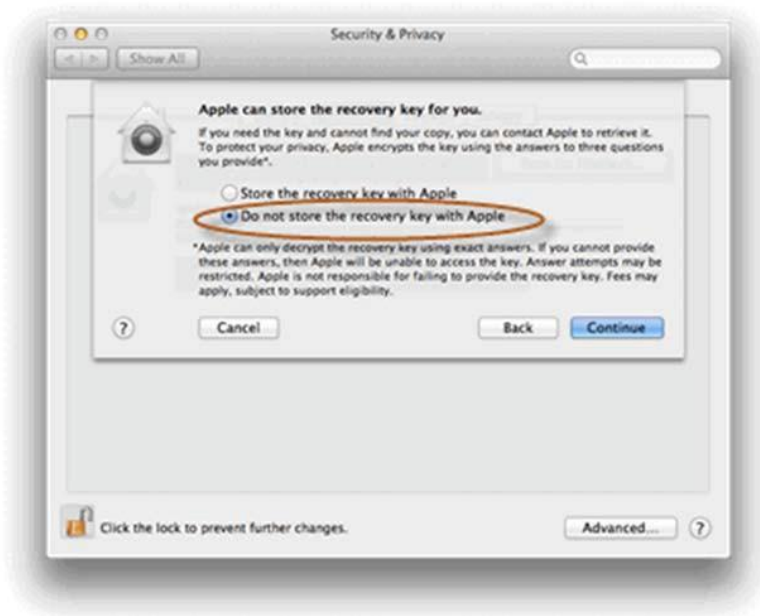 Security & Privacy
Show All
Apple can store the recovery key for you.
If you need the key and cannot find your copy, you can contact Apple to retrieve it.
To protect your privacy, Apple encrypts the key using the answers to three questions
you provide*.
Store the recovery key with Apple
Do not store the recovery key with Apple
*Apple can only decrypt the recovery key using exact answers. If you cannot provide
these answers, then Apple will be unable to access the key. Answer attempts may be
restricted. Apple is not responsible for failing to provide the recovery key. Fees may
apply, subject to support eligibility.
? Cancel Back Continue
Click the lock to prevent further changes. Advanced... ?